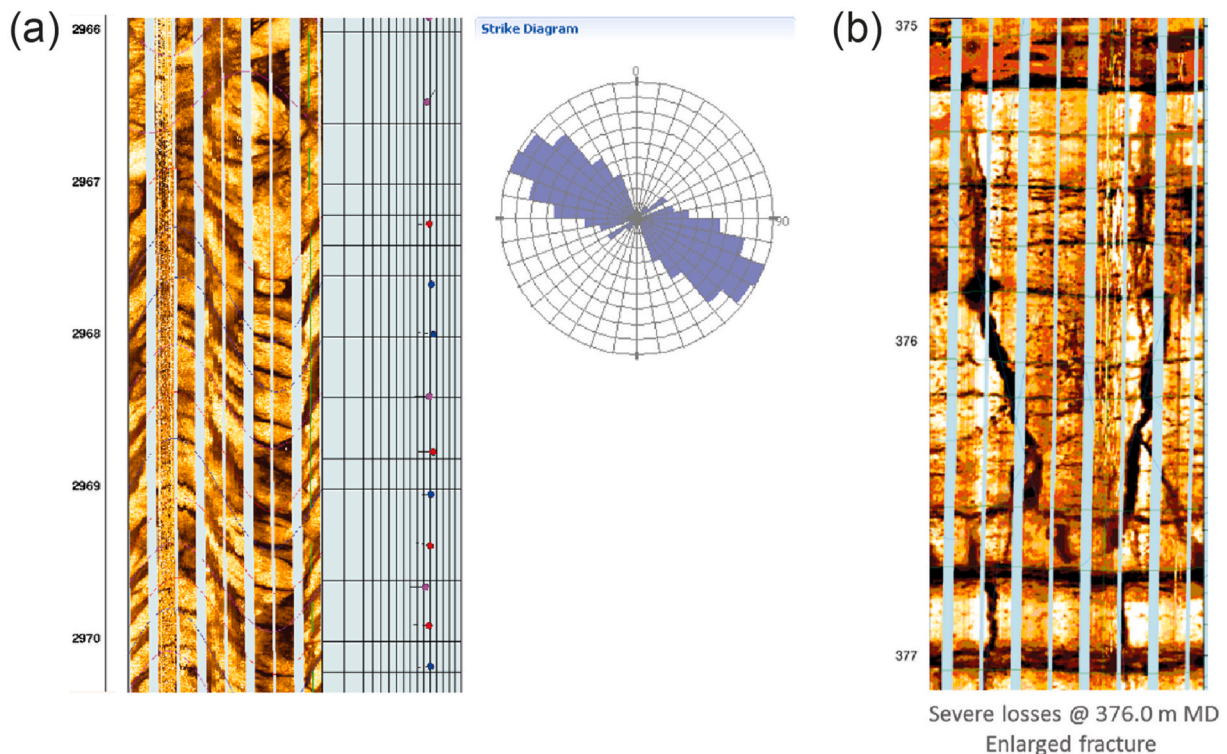 (a)
2966
2967
2968
2969
2970
Strike Diagram
0
90
(b)
375
376
377
Severe losses @ 376.0 m MD
Enlarged fracture